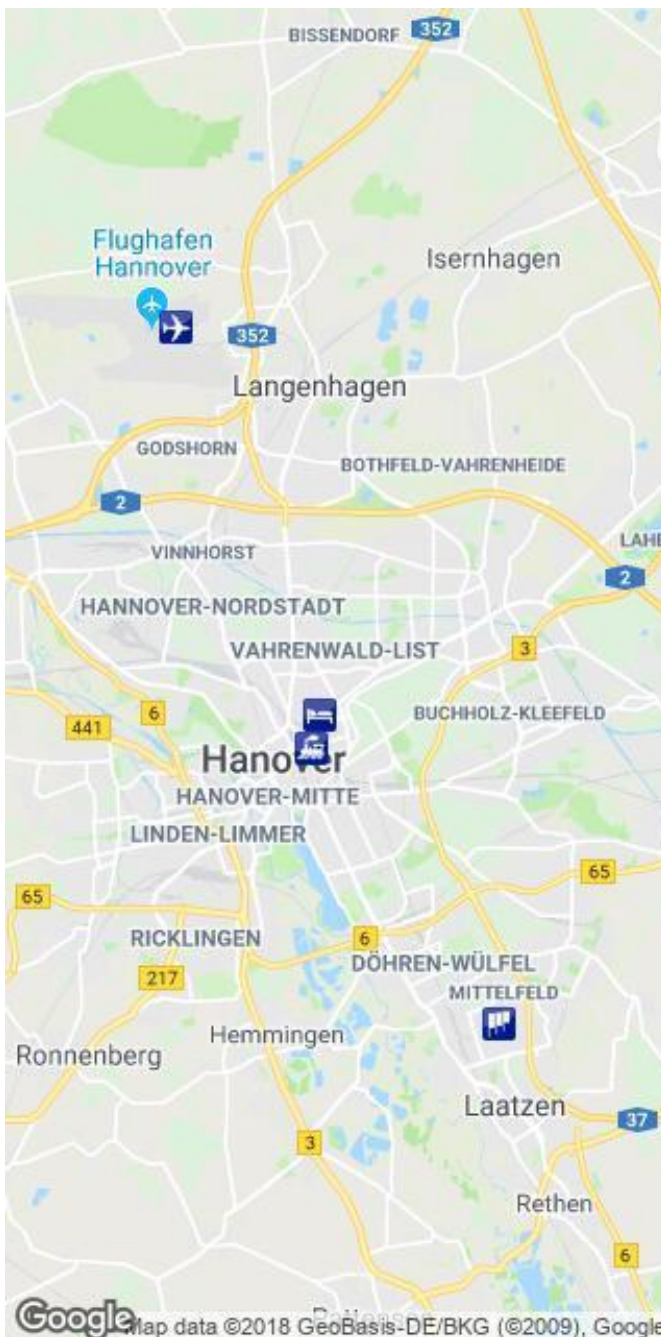 BISSENDORF
352
Flughafen
Hannover
Isernhagen
352
Langenhagen
GODSHORN
BOTHFELD-VAHRENHEIDE
2
LAHE
VINNHORST
2
HANNOVER-NORDSTADT
VAHRENWALD-LIST
3
6
BUCHHOLZ-KLEEFELD
441
Hanover
HANOVER-MITTE
LINDEN-LIMMER
65
65
RICKLINGEN
6
DÖHREN-WÜLFEL
217
MITTELFELD
Hemmingen
Ronnenberg
Laatzen
37
3
Rethen
6
Google
Map data ©2018 GeoBasis-DE/BKG (©2009), Google